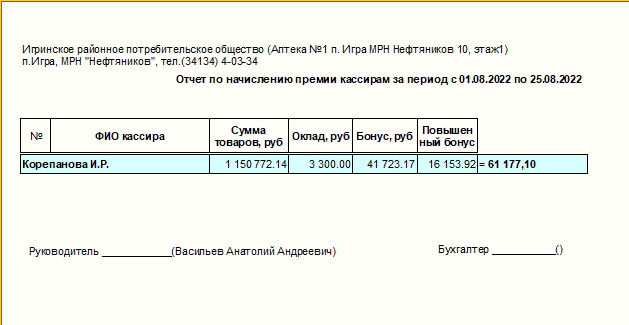 Игринское районное потребительское общество (Аптека №1 п. Игра МРН Нефтяников 10, этаж1)
п.Игра, МРН "Нефтяников", тел.(34134) 4-03-34
Отчет по начислению премии кассирам за период с 01.08.2022 по 25.08.2022
№ ФИО кассира Сумма товаров, руб Оклад, руб Бонус, руб Повышен ный бонус
Корепанова И.Р. 1 150 772.14 3 300.00 41 723.17 16 153.92 = 61 177,10
Руководитель ____________(Васильев Анатолий Андреевич) Бухгалтер ___________()